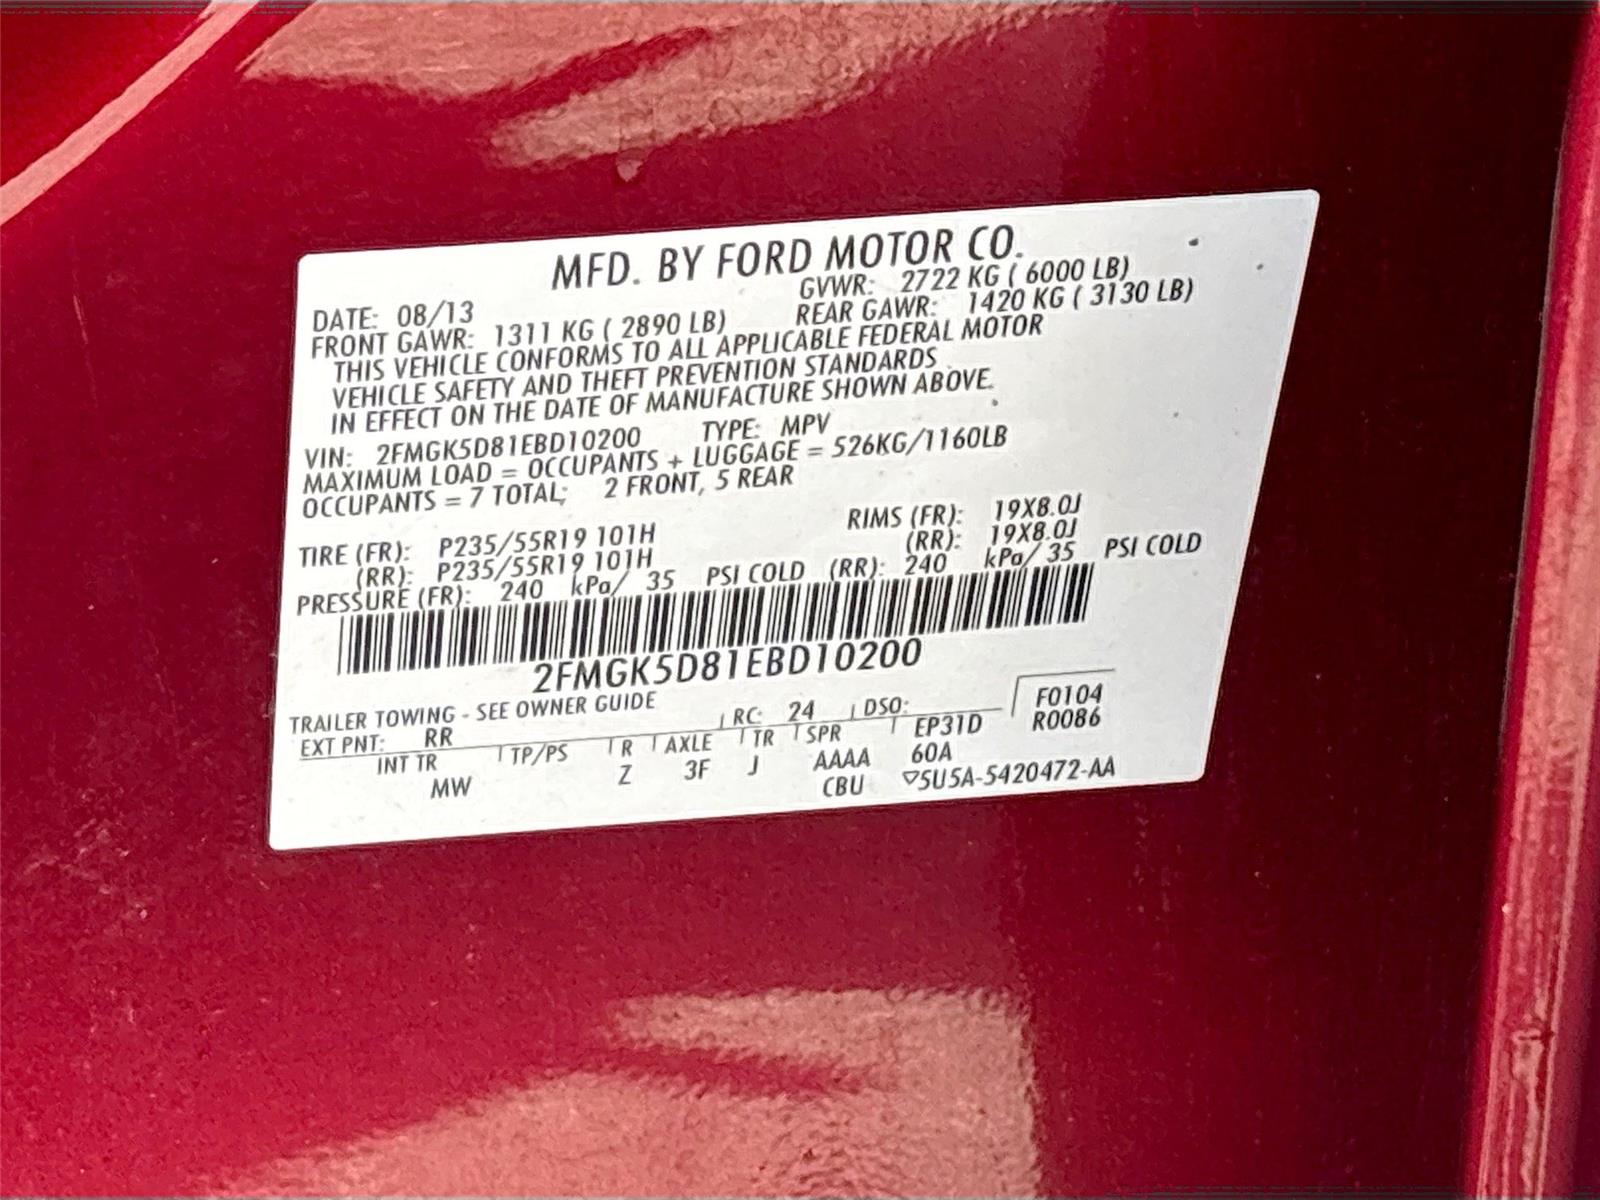 MFD. BY FORD MOTOR CO.
DATE: 08/13 GVWR: 2722 KG ( 6000 LB)
FRONT GAWR: 1311 KG ( 2890 LB) REAR GAWR: 1420 KG ( 3130 LB)
THIS VEHICLE CONFORMS TO ALL APPLICABLE FEDERAL MOTOR
VEHICLE SAFETY AND THEFT PREVENTION STANDARDS
IN EFFECT ON THE DATE OF MANUFACTURE SHOWN ABOVE.
VIN: 2FMGK5D81EBD10200 TYPE: MPV
MAXIMUM LOAD = OCCUPANTS + LUGGAGE = 526KG/1160LB
OCCUPANTS = 7 TOTAL; 2 FRONT, 5 REAR
TIRE (FR): P235/55R19 101H RIMS (FR): 19X8.0J
(RR): P235/55R19 101H (RR): 19X8.0J
PRESSURE (FR): 240 kPa/ 35 PSI COLD (RR): 240 kPa/ 35 PSI COLD
2FMGK5D81EBD10200
TRAILER TOWING - SEE OWNER GUIDE
EXT PNT: RR RC: 24 DSO: F0104
INT TR TP/PS R AXLE TR SPR EP31D R0086
MW Z 3F J AAAA 60A
CBU ▽5U5A-5420472-AA